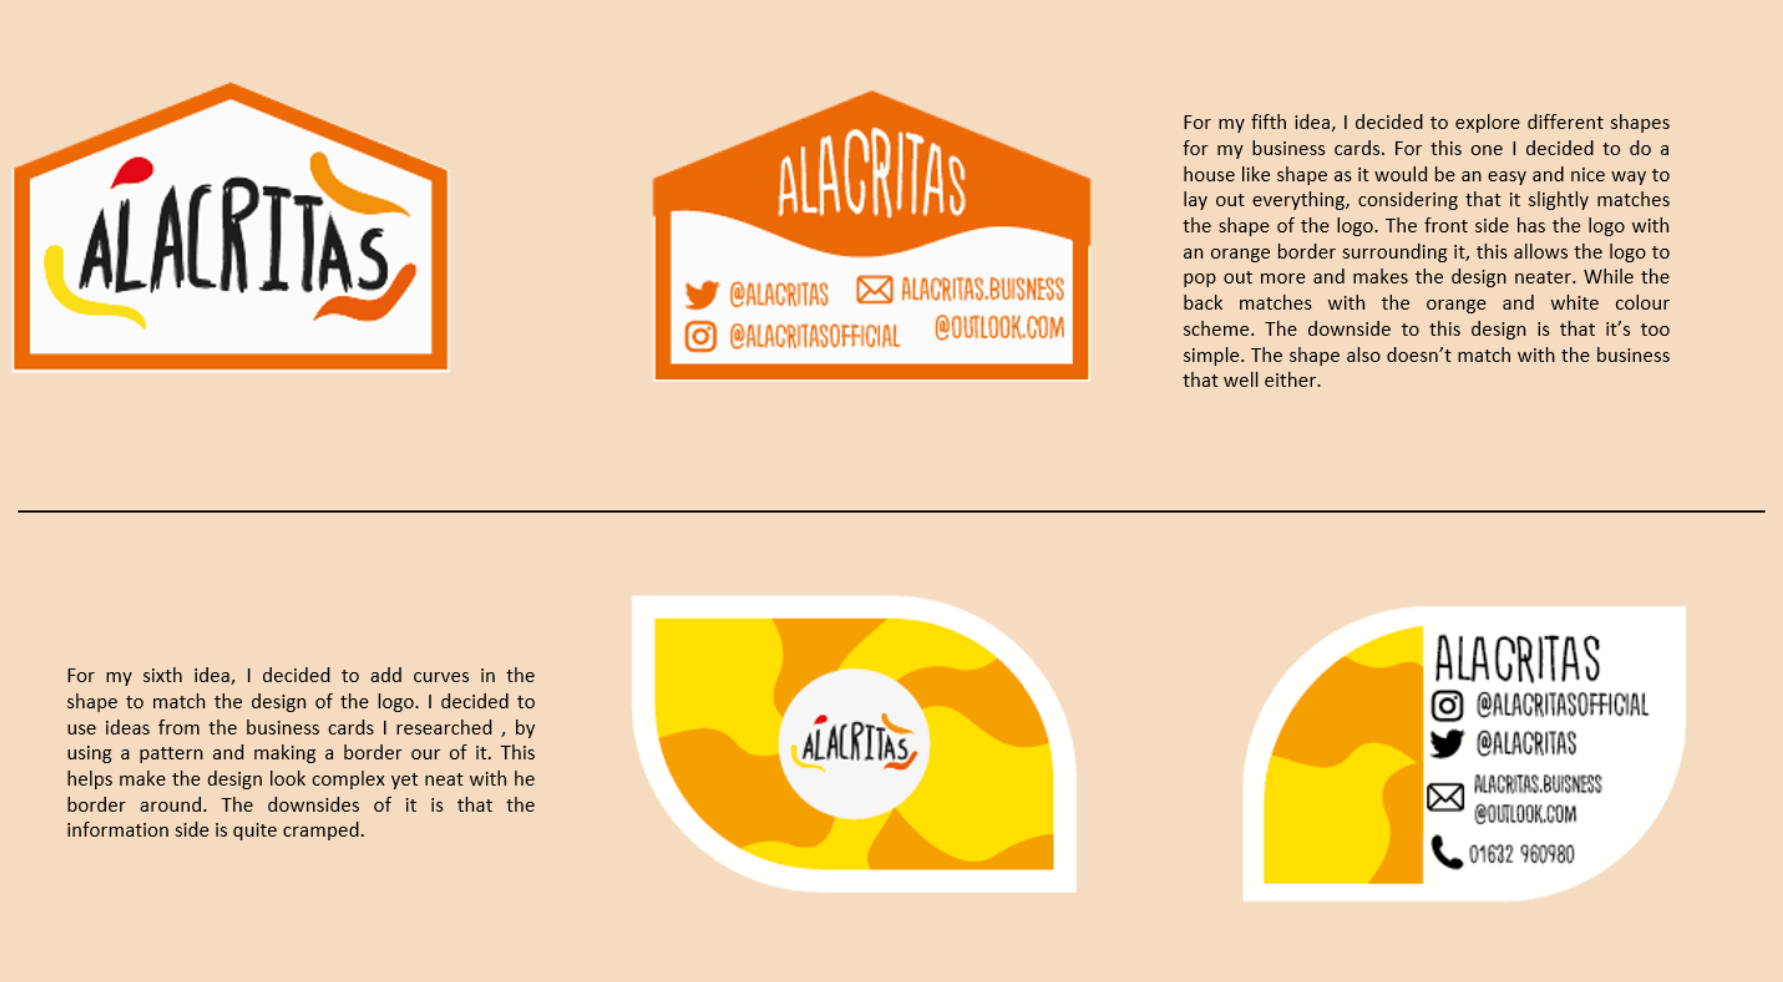 ALACRITAS
ALACRITAS
@ALACRITAS
@ALACRITASOFFICIAL
ALACRITAS.BUISNESS
@OUTLOOK.COM
For my fifth idea, I decided to explore different shapes
for my business cards. For this one I decided to do a
house like shape as it would be an easy and nice way to
lay out everything, considering that it slightly matches
the shape of the logo. The front side has the logo with
an orange border surrounding it, this allows the logo to
pop out more and makes the design neater. While the
back matches with the orange and white colour
scheme. The downside to this design is that it’s too
simple. The shape also doesn’t match with the business
that well either.
For my sixth idea, I decided to add curves in the
shape to match the design of the logo. I decided to
use ideas from the business cards I researched , by
using a pattern and making a border our of it. This
helps make the design look complex yet neat with he
border around. The downsides of it is that the
information side is quite cramped.
ALACRITAS
ALACRITAS
@ALACRITASOFFICIAL
@ALACRITAS
ALACRITAS.BUISNESS
@OUTLOOK.COM
01632 960980